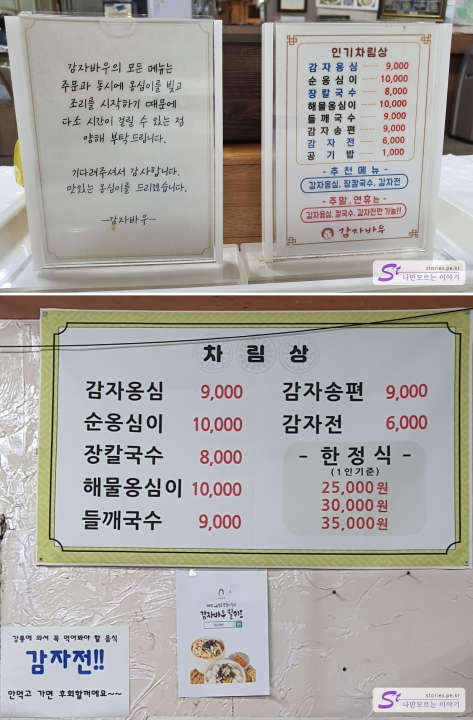 감자바우의 모든 메뉴는
주문과 동시에 옹심이를 빚고
조리를 시작하기 때문에
다소 시간이 걸릴 수 있는 점
양해 부탁드립니다.
기다려주셔서 감사합니다.
맛있는 옹심이를 드리겠습니다.
-감자바우-
인기차림상
감자옹심 9,000
순옹심이 10,000
장칼국수 8,000
해물옹심이 10,000
들깨국수 9,000
감자송편 9,000
감자전 6,000
공기밥 1,000
- 추천메뉴 -
감자옹심, 장칼국수, 감자전
- 주말, 연휴는 -
감자옹심, 칼국수, 감자전만 가능!!
감자바우
St stories.pe.kr
나만모르는 이야기
차림상
감자옹심 9,000
순옹심이 10,000
장칼국수 8,000
해물옹심이 10,000
들깨국수 9,000
감자송편 9,000
감자전 6,000
- 한정식 -
(1인기준)
25,000원
30,000원
35,000원
강릉에 와서 꼭 먹어봐야 할 음식
감자전!!
안먹고 가면 후회할꺼에요~~
감자바우
St stories.pe.kr
나만모르는 이야기